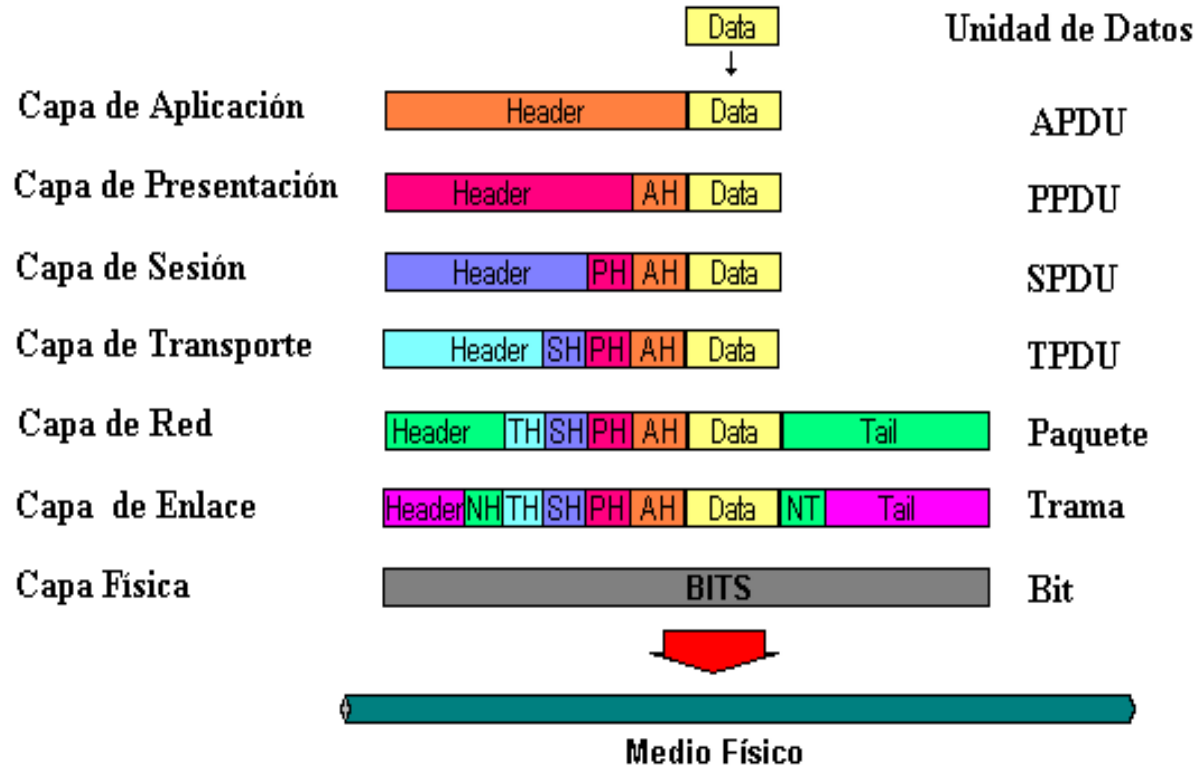 Data Unidad de Datos
Capa de Aplicación Header Data APDU
Capa de Presentación Header AH Data PPDU
Capa de Sesión Header PH AH Data SPDU
Capa de Transporte Header SH PH AH Data TPDU
Capa de Red Header TH SH PH AH Data Tail Paquete
Capa de Enlace Header NH TH SH PH AH Data NT Tail Trama
Capa Física BITS Bit
Medio Físico